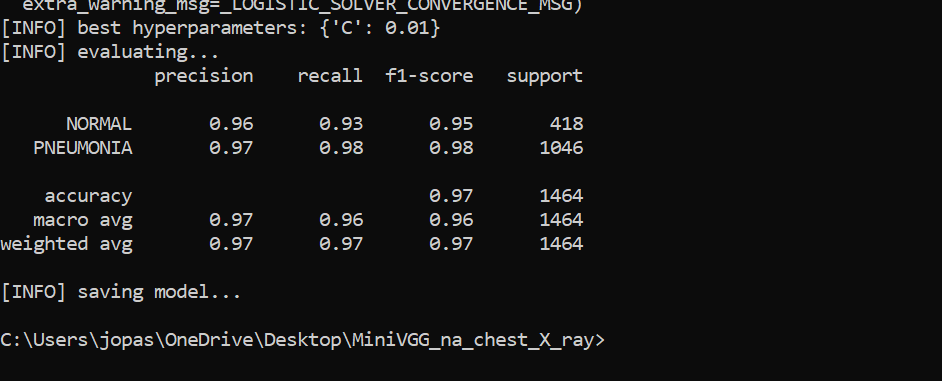 extra_warning_msg=_LOGISTIC_SOLVER_CONVERGENCE_MSG)
[INFO] best hyperparameters: {'C': 0.01}
[INFO] evaluating...
precision recall f1-score support
NORMAL 0.96 0.93 0.95 418
PNEUMONIA 0.97 0.98 0.98 1046
accuracy 0.97 1464
macro avg 0.97 0.96 0.96 1464
weighted avg 0.97 0.97 0.97 1464
[INFO] saving model...
C:\Users\jopas\OneDrive\Desktop\MiniVGG_na_chest_X_ray>